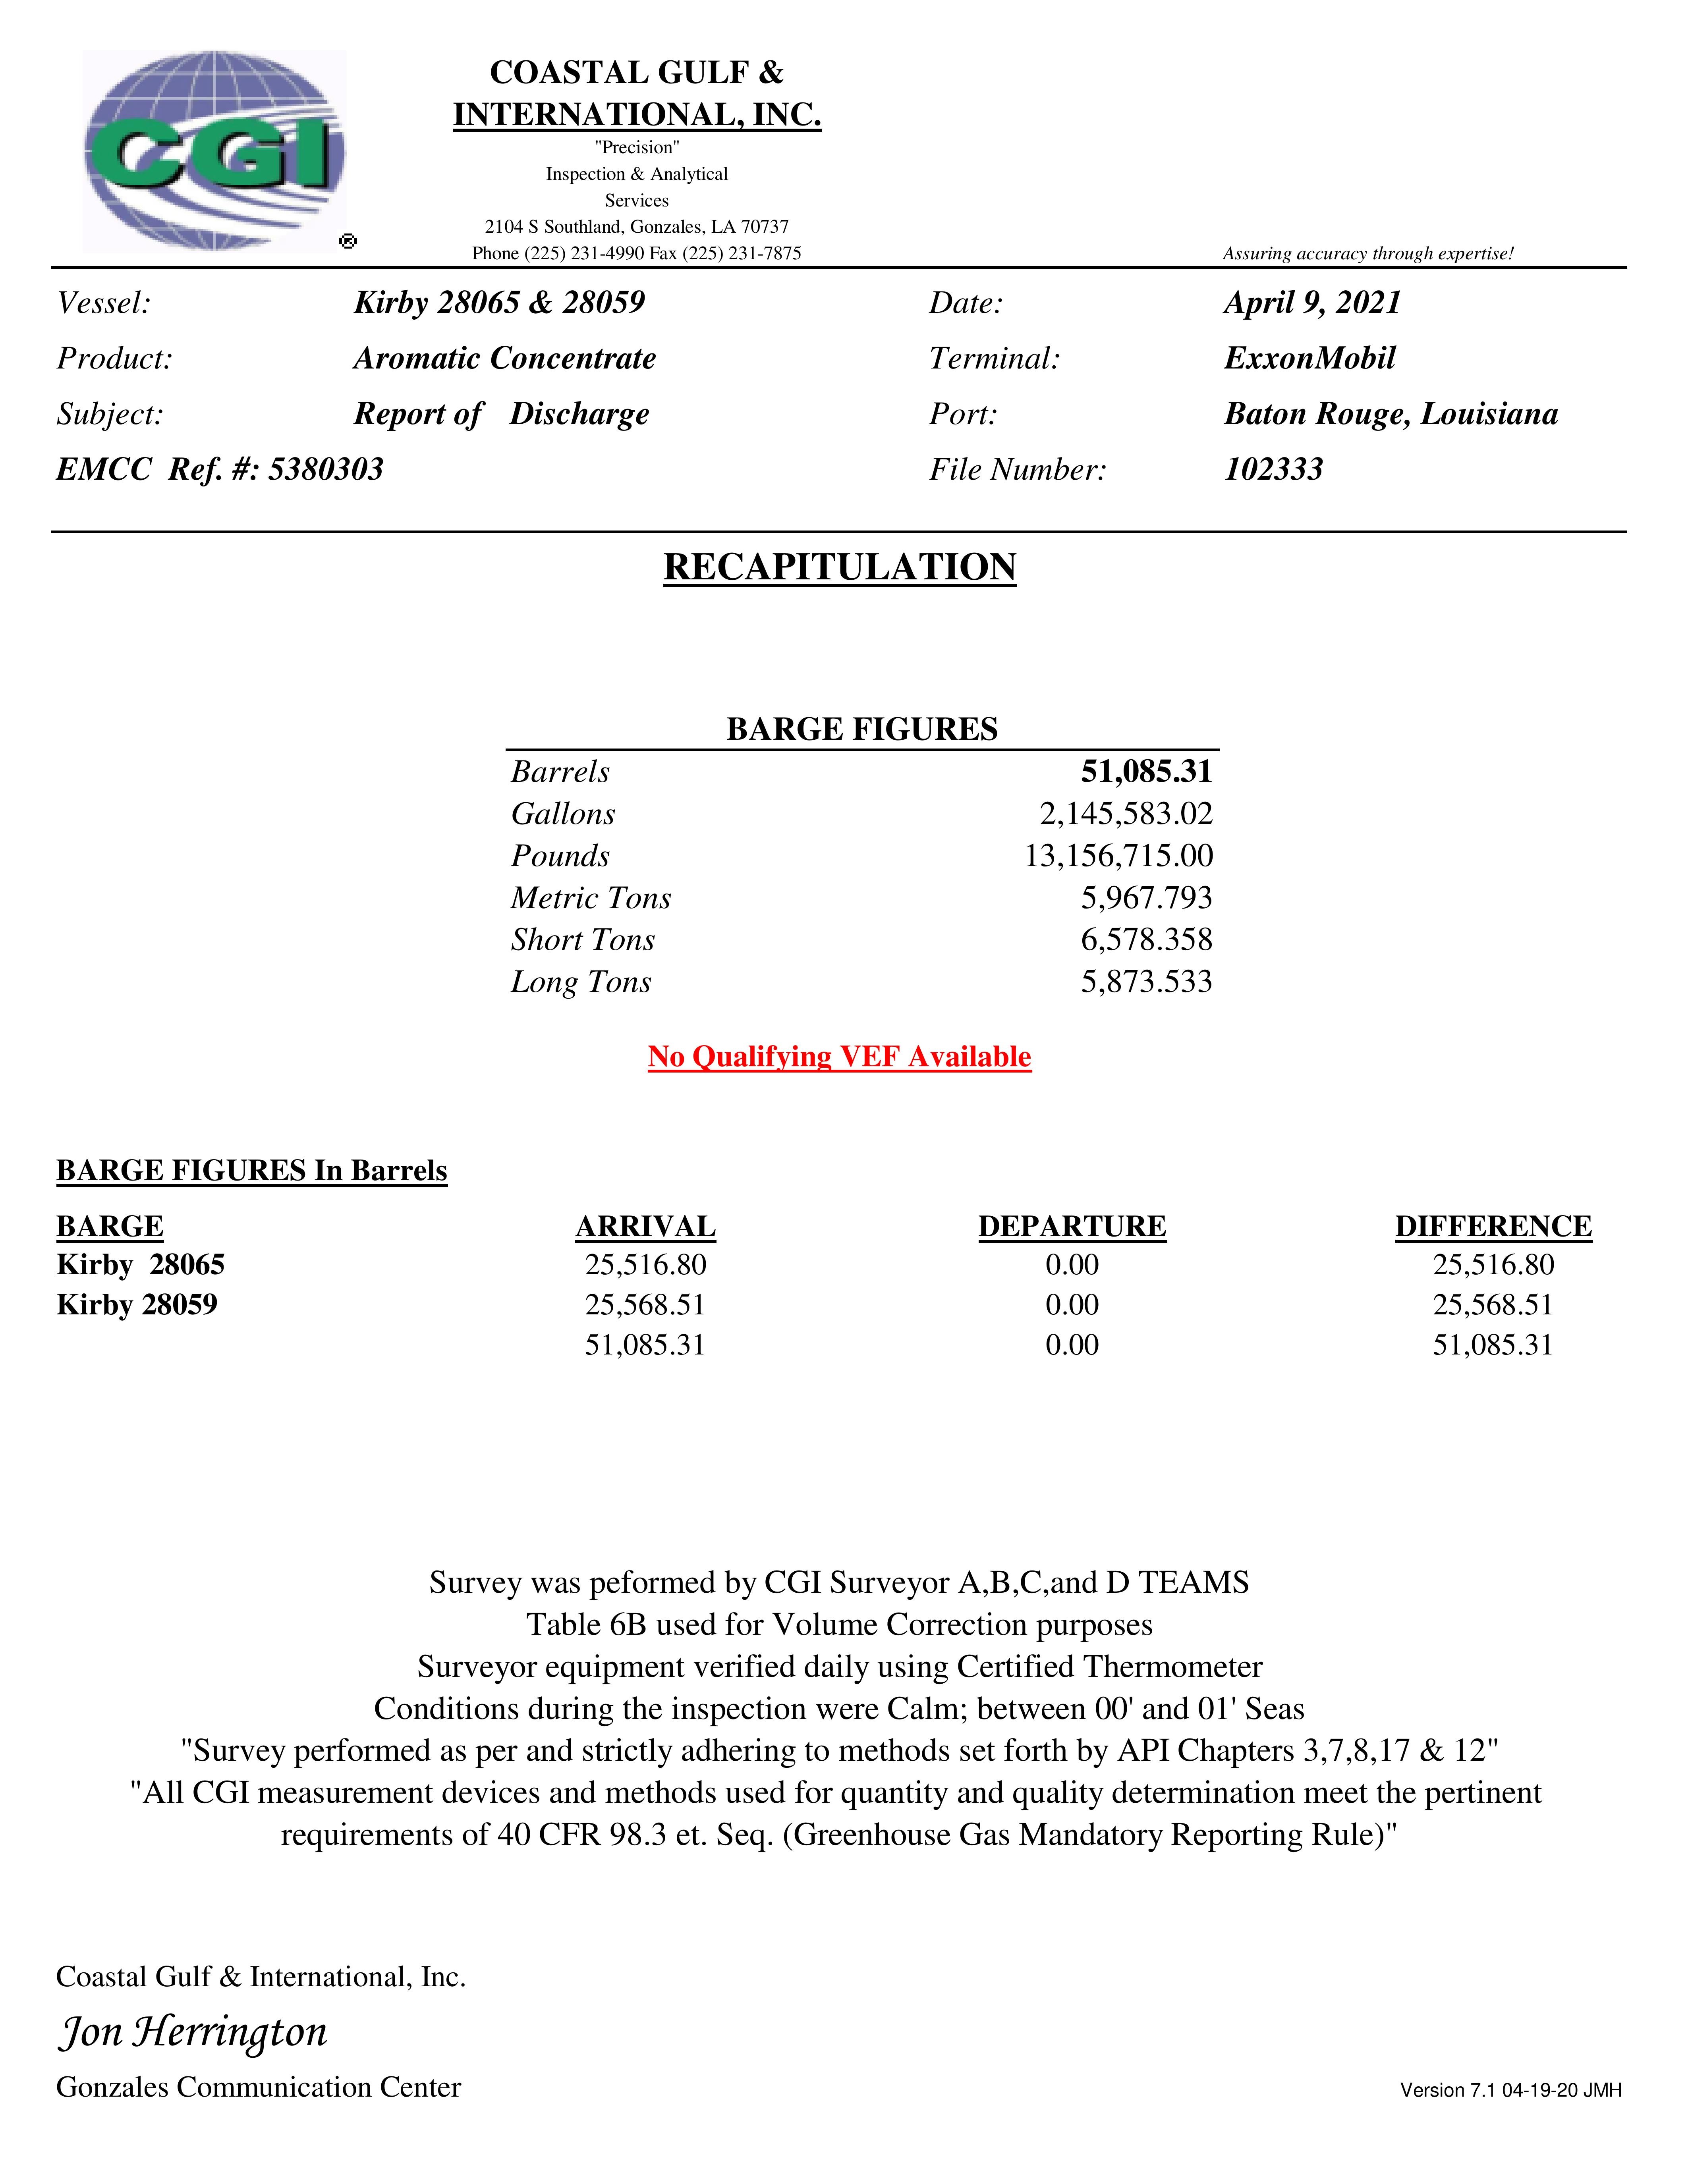 CGI
®
COASTAL GULF &
INTERNATIONAL, INC.
"Precision"
Inspection & Analytical
Services
2104 S Southland, Gonzales, LA 70737
Phone (225) 231-4990 Fax (225) 231-7875
Assuring accuracy through expertise!
Vessel: Kirby 28065 & 28059 Date: April 9, 2021
Product: Aromatic Concentrate Terminal: ExxonMobil
Subject: Report of Discharge Port: Baton Rouge, Louisiana
EMCC Ref. #: 5380303 File Number: 102333
RECAPITULATION
BARGE FIGURES
Barrels 51,085.31
Gallons 2,145,583.02
Pounds 13,156,715.00
Metric Tons 5,967.793
Short Tons 6,578.358
Long Tons 5,873.533
No Qualifying VEF Available
BARGE FIGURES In Barrels
BARGE ARRIVAL DEPARTURE DIFFERENCE
Kirby 28065 25,516.80 0.00 25,516.80
Kirby 28059 25,568.51 0.00 25,568.51
51,085.31 0.00 51,085.31
Survey was peformed by CGI Surveyor A,B,C,and D TEAMS
Table 6B used for Volume Correction purposes
Surveyor equipment verified daily using Certified Thermometer
Conditions during the inspection were Calm; between 00' and 01' Seas
"Survey performed as per and strictly adhering to methods set forth by API Chapters 3,7,8,17 & 12"
"All CGI measurement devices and methods used for quantity and quality determination meet the pertinent
requirements of 40 CFR 98.3 et. Seq. (Greenhouse Gas Mandatory Reporting Rule)"
Coastal Gulf & International, Inc.
Jon Herrington
Gonzales Communication Center
Version 7.1 04-19-20 JMH